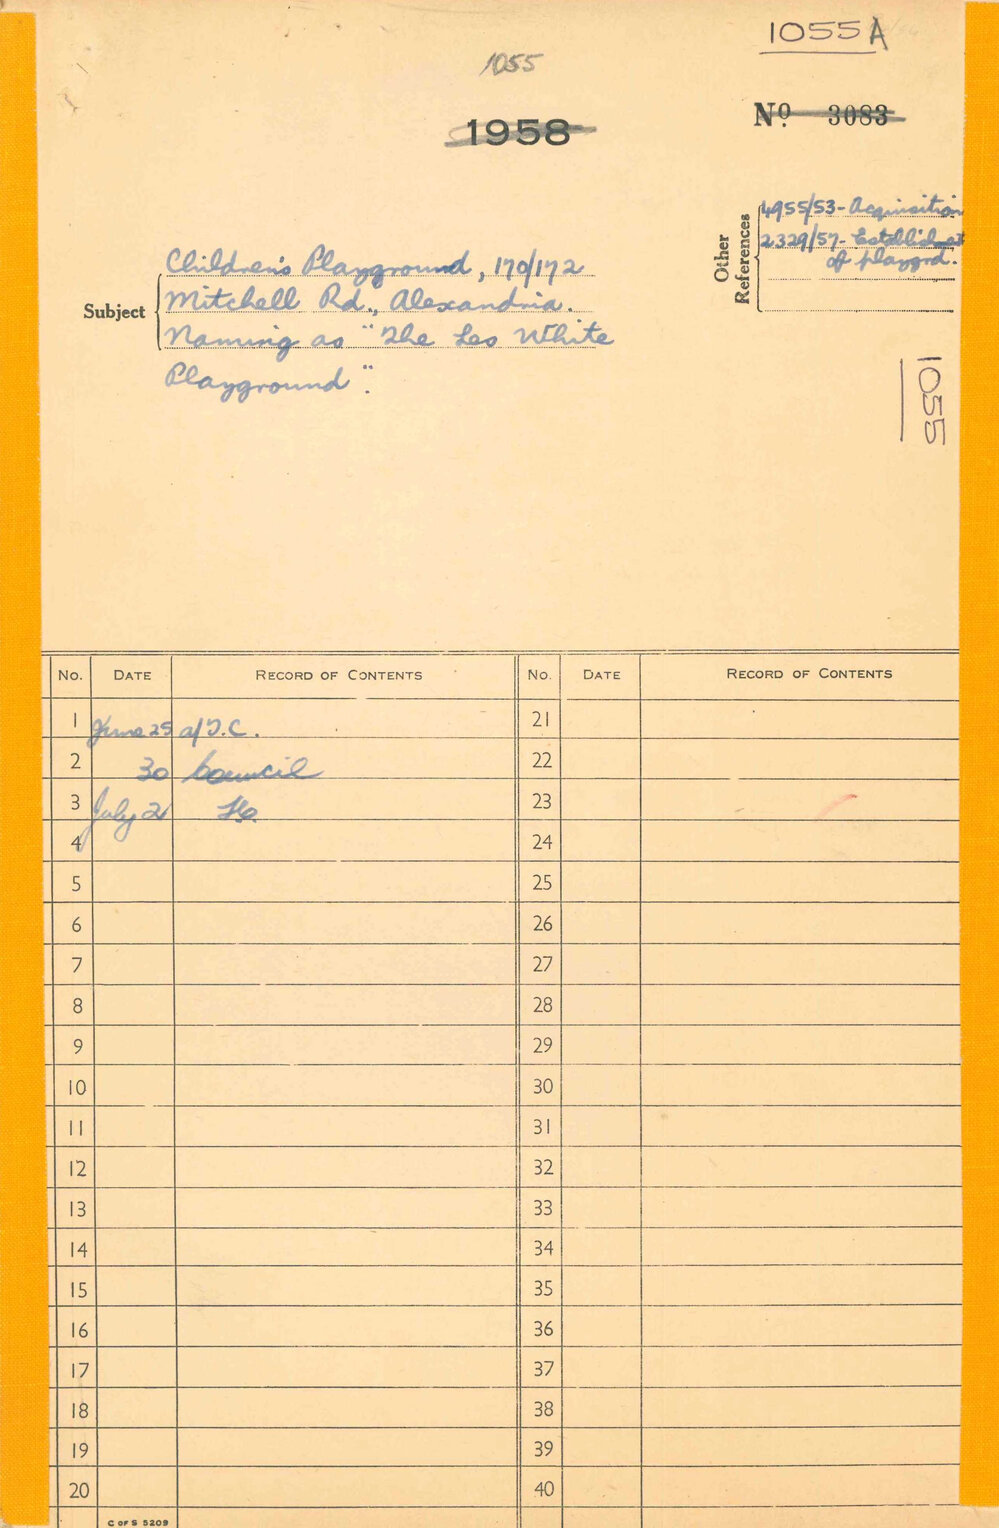 1055A
1055
1958
Nº 3083
Other References
4955/53 - Acquisition
2329/57 - Establishmt
of playgrd.
Subject
Children's Playground, 170/172
Mitchell Rd., Alexandria.
Naming as "The Les White
Playground".
1055
No. DATE RECORD OF CONTENTS No. DATE RECORD OF CONTENTS
1 June 25 a/T.C. 21
2 30 Council 22
3 July 2 23
4 24
5 25
6 26
7 27
8 28
9 29
10 30
11 31
12 32
13 33
14 34
15 35
16 36
17 37
18 38
19 39
20 40
C OF S 5209